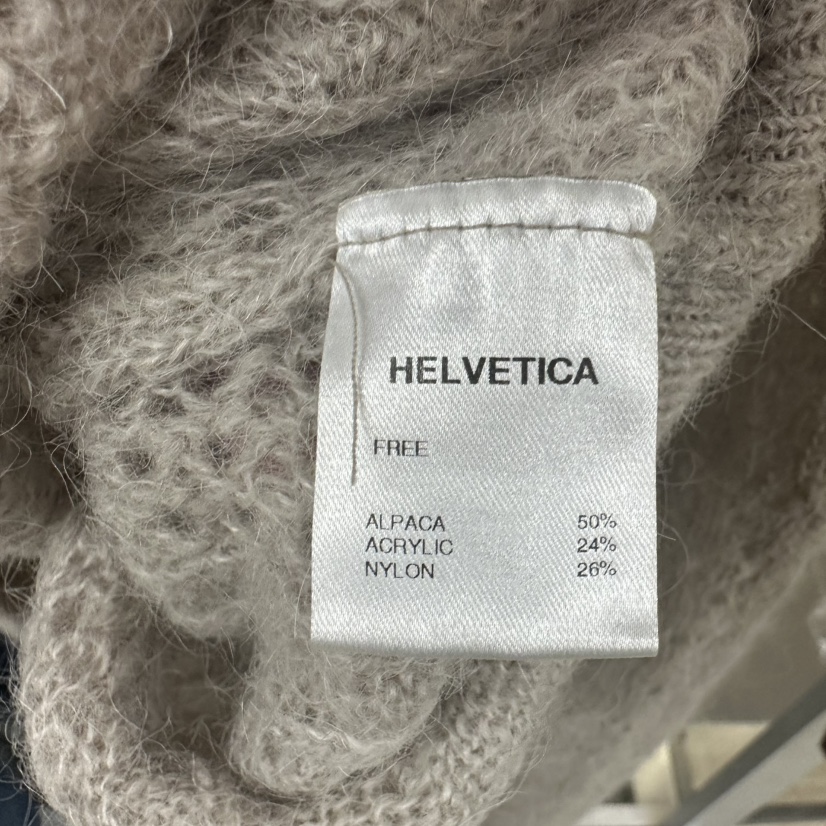 HELVETICA
FREE
ALPACA 50%
ACRYLIC 24%
NYLON 26%